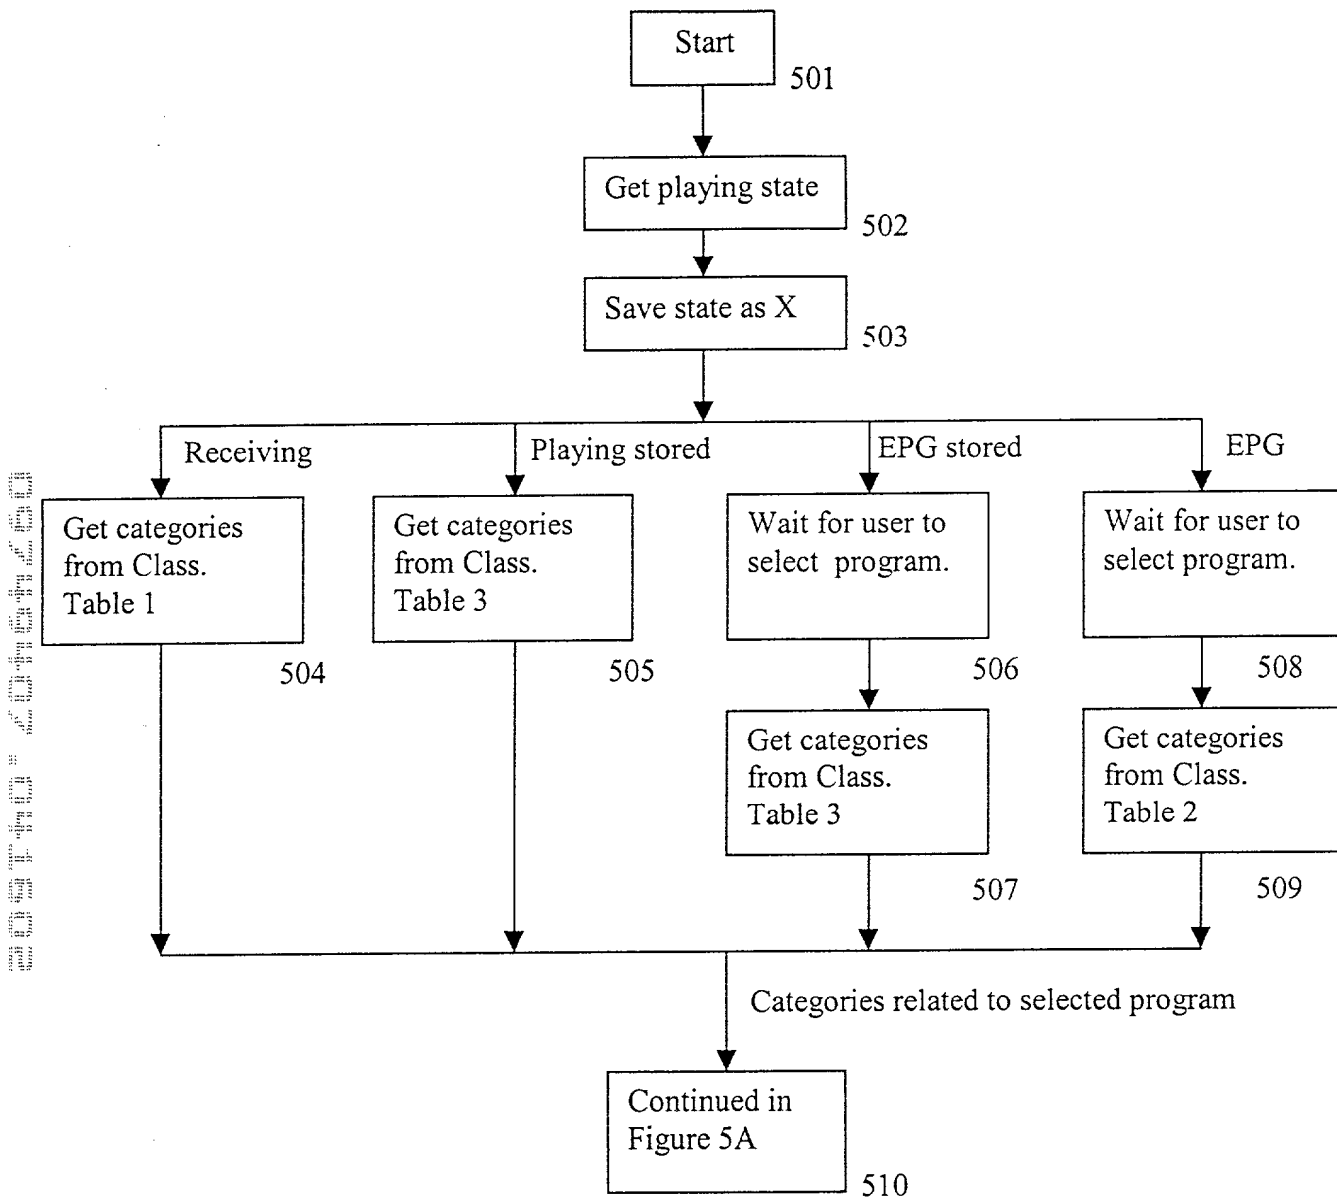 Start
501
Get playing state
502
Save state as X
503
Receiving
Playing stored
EPG stored
EPG
Get categories
from Class.
Table 1
504
Get categories
from Class.
Table 3
505
Wait for user to
select program.
506
Wait for user to
select program.
508
Get categories
from Class.
Table 3
507
Get categories
from Class.
Table 2
509
Categories related to selected program
Continued in
Figure 5A
510